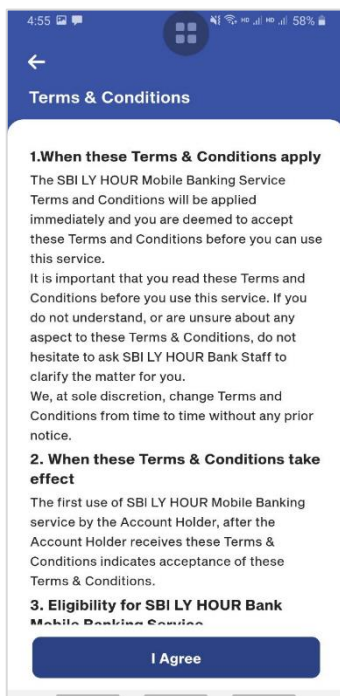 4:55 58%
Terms & Conditions
1.When these Terms & Conditions apply
The SBI LY HOUR Mobile Banking Service
Terms and Conditions will be applied
immediately and you are deemed to accept
these Terms and Conditions before you can use
this service.
It is important that you read these Terms and
Conditions before you use this service. If you
do not understand, or are unsure about any
aspect to these Terms & Conditions, do not
hesitate to ask SBI LY HOUR Bank Staff to
clarify the matter for you.
We, at sole discretion, change Terms and
Conditions from time to time without any prior
notice.
2. When these Terms & Conditions take
effect
The first use of SBI LY HOUR Mobile Banking
service by the Account Holder, after the
Account Holder receives these Terms &
Conditions indicates acceptance of these
Terms & Conditions.
3. Eligibility for SBI LY HOUR Bank
Mobile Banking Service
I Agree